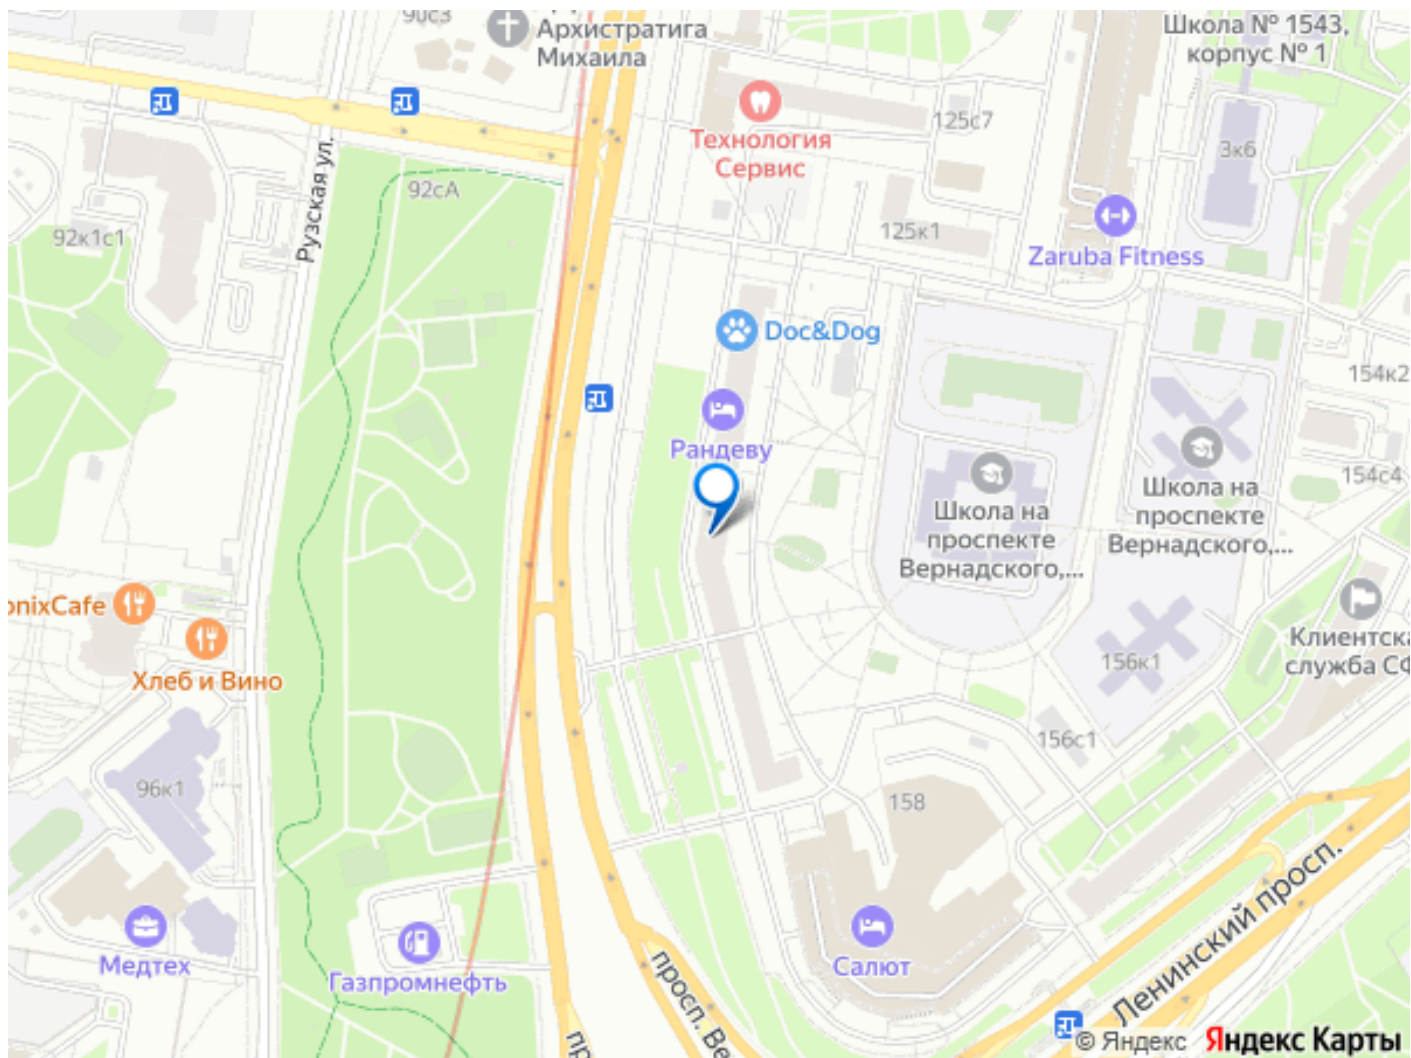 90с3
Архистратига
Михаила
Школа № 1543,
корпус № 1
125с7
Технология
Сервис
3к6
Рузская ул.
92сА
92к1с1
125к1
Zaruba Fitness
Doc&Dog
154к2
Рандеву
154с4
Школа на
проспекте
Вернадского,...
Школа на
проспекте
Вернадского,...
onixCafe
Хлеб и Вино
Клиентска
служба СФ
156к1
156с1
96к1
158
Ленинский просп.
Медтех
Газпромнефть
Салют
просп. Ве
пр
© Яндекс Яндекс Карты